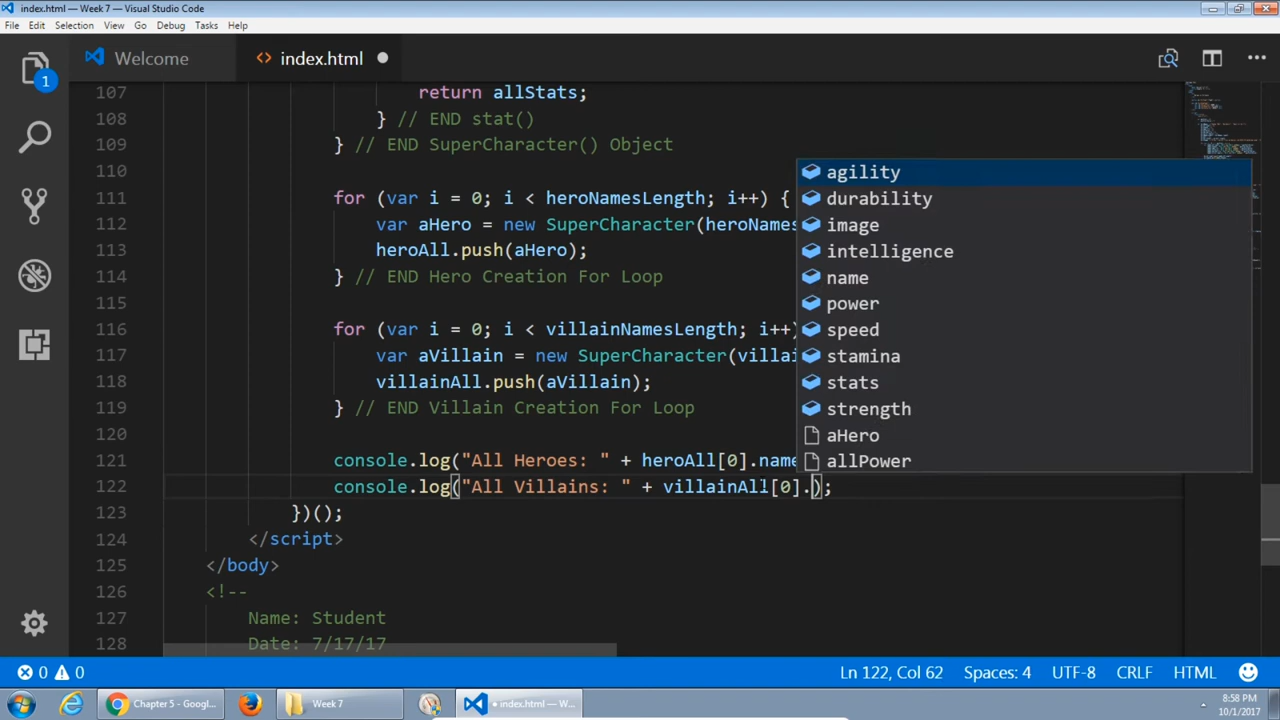 index.html — Week 7 - Visual Studio Code
File Edit Selection View Go Debug Tasks Help
1
Welcome
<> index.html
107 return allStats;
108 } // END stat()
109 } // END SuperCharacter() Object
110
111 for (var i = 0; i < heroNamesLength; i++) {
112 var aHero = new SuperCharacter(heroNames
113 heroAll.push(aHero);
114 } // END Hero Creation For Loop
115
116 for (var i = 0; i < villainNamesLength; i++)
117 var aVillain = new SuperCharacter(villai
118 villainAll.push(aVillain);
119 } // END Villain Creation For Loop
120
121 console.log("All Heroes: " + heroAll[0].name
122 console.log("All Villains: " + villainAll[0].);
123 })();
124 </script>
125 </body>
126 <!--
127 Name: Student
128 Date: 7/17/17
agility
durability
image
intelligence
name
power
speed
stamina
stats
strength
aHero
allPower
0 0
Ln 122, Col 62 Spaces: 4 UTF-8 CRLF HTML
Chapter 5 - Googl...
Week 7
• index.html — W...
8:58 PM
10/1/2017